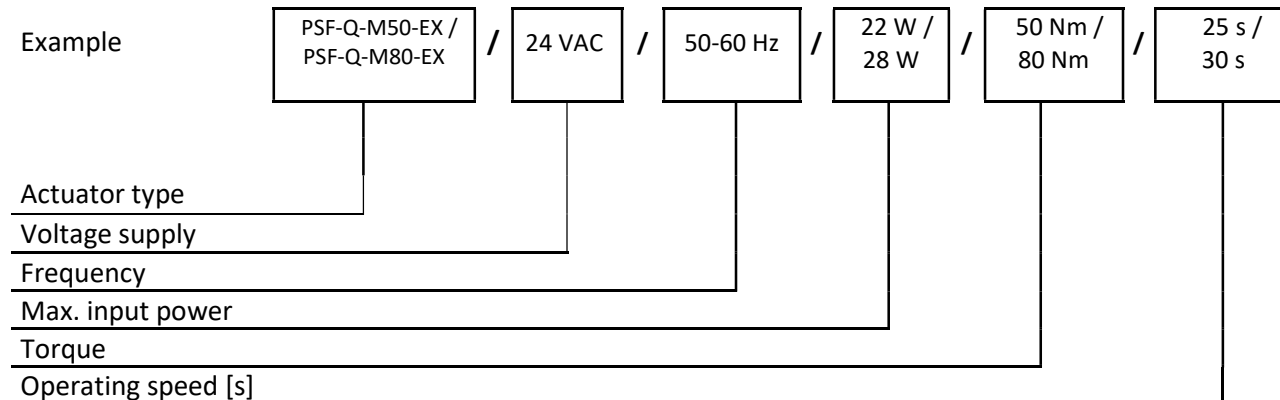 Example
PSF-Q-M50-EX /
PSF-Q-M80-EX
/
24 VAC
/
50-60 Hz
/
22 W /
28 W
/
50 Nm /
80 Nm
/
25 s /
30 s
Actuator type
Voltage supply
Frequency
Max. input power
Torque
Operating speed [s]